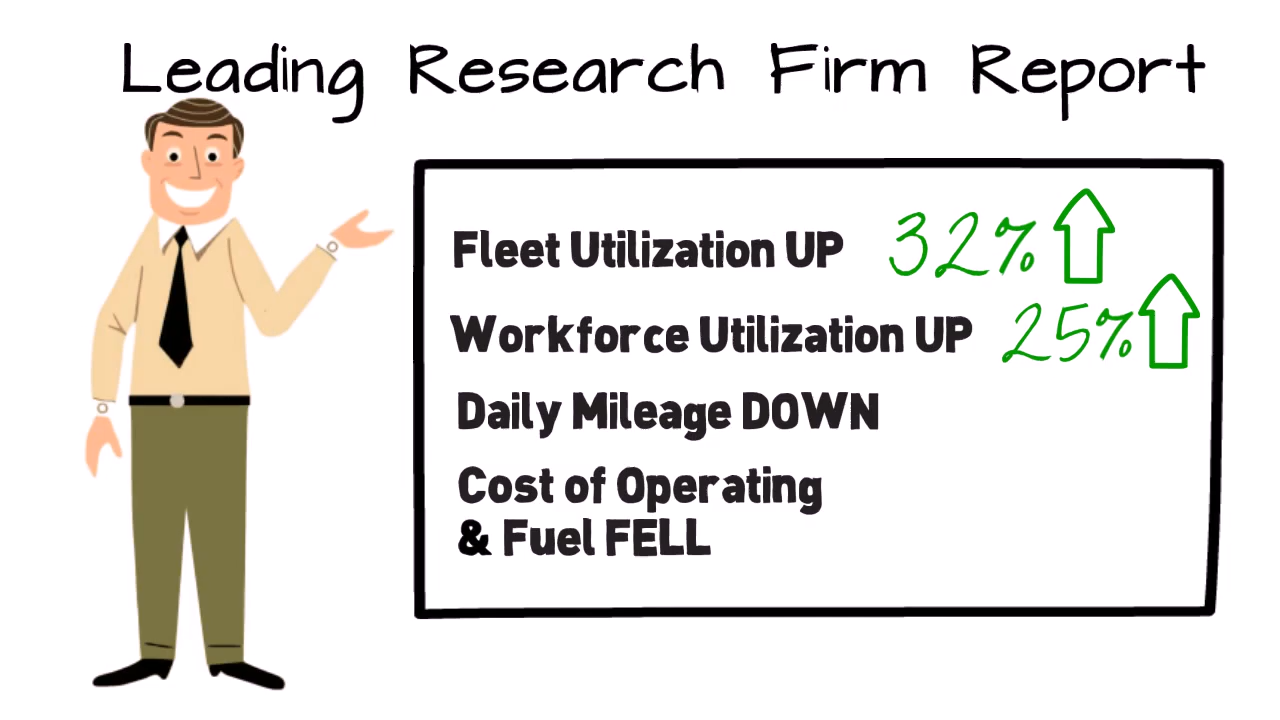 Leading Research Firm Report
Fleet Utilization UP 32%
Workforce Utilization UP 25%
Daily Mileage DOWN
Cost of Operating
& Fuel FELL